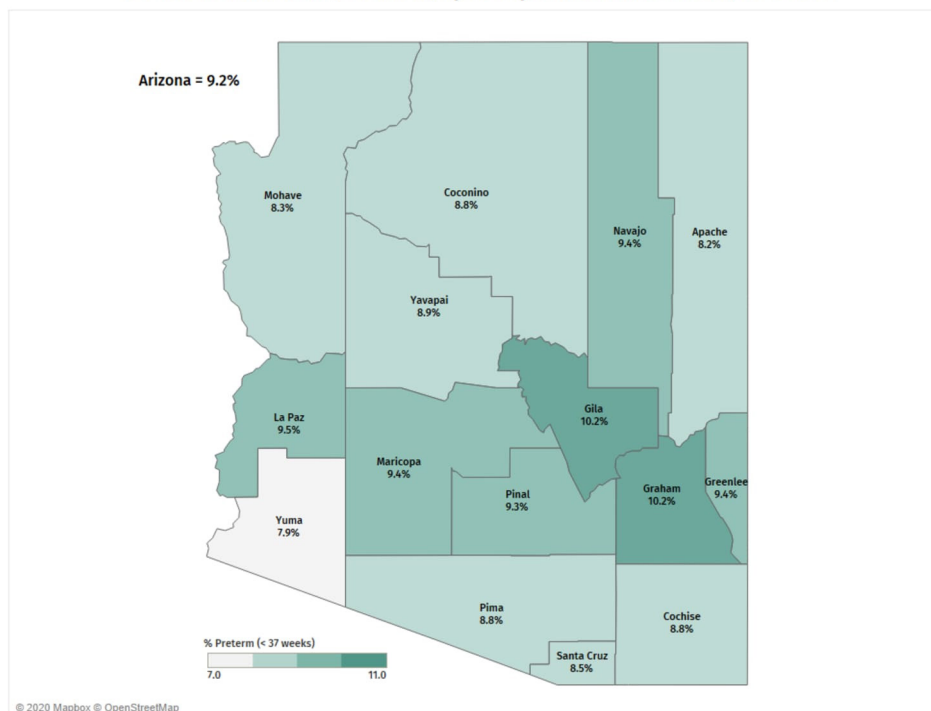 Arizona = 9.2%
Mohave
8.3%
Coconino
8.8%
Navajo
9.4%
Apache
8.2%
Yavapai
8.9%
La Paz
9.5%
Gila
10.2%
Maricopa
9.4%
Pinal
9.3%
Graham
10.2%
Greenlee
9.4%
Yuma
7.9%
Pima
8.8%
Cochise
8.8%
Santa Cruz
8.5%
% Preterm (< 37 weeks)
7.0 11.0
© 2020 Mapbox © OpenStreetMap